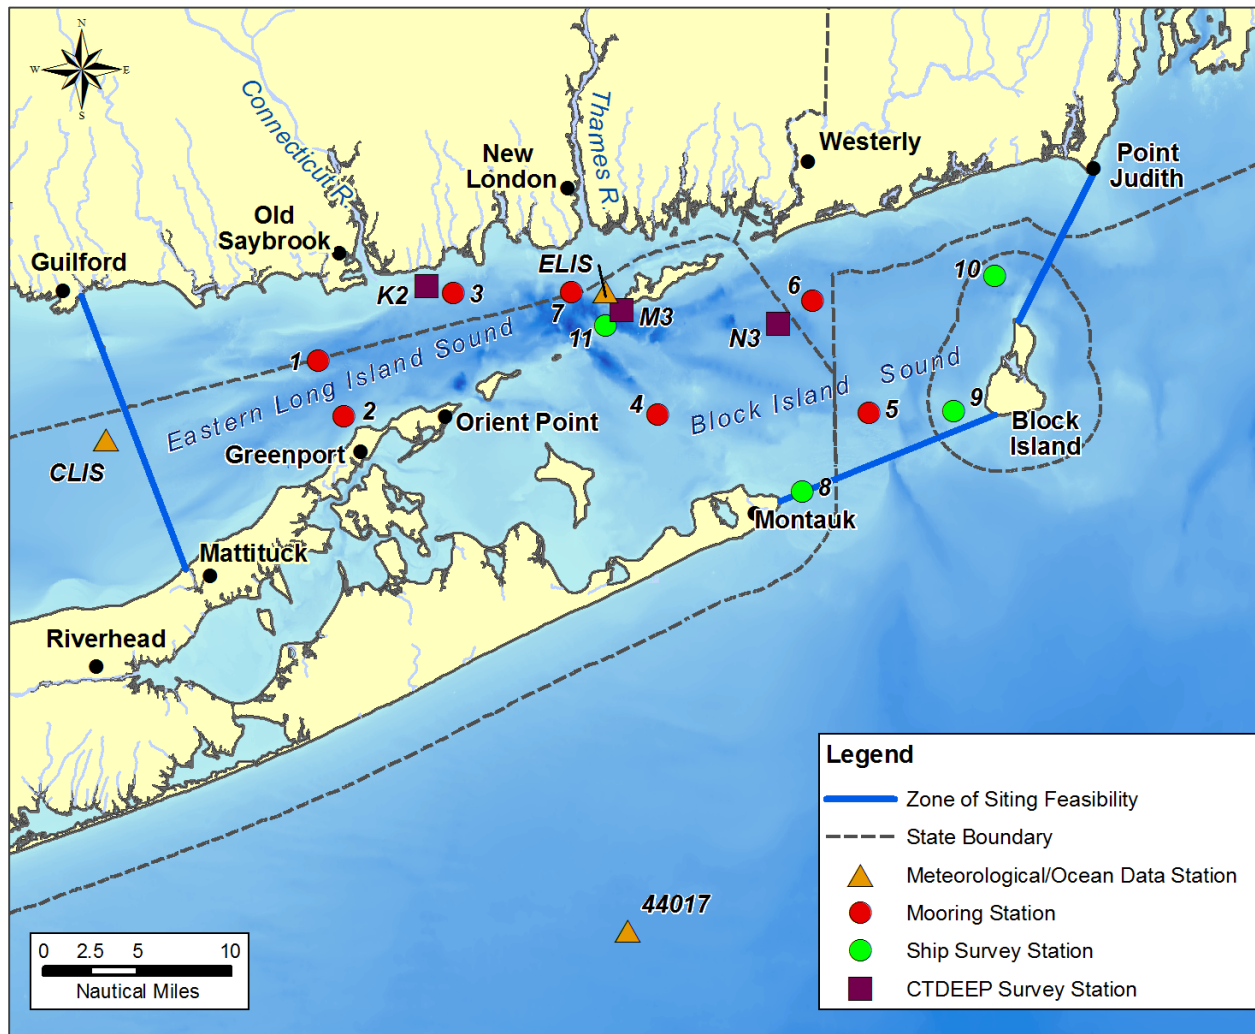 N
W E
S
Connecticut R.
Thames R.
New
London
Westerly
Point
Judith
Old
Saybrook
Guilford
ELIS
10
K2
3
7
6
M3
N3
11
1
Eastern Long Island Sound
2
4
Block Island Sound
5
9
Orient Point
Block
Island
CLIS
Greenport
8
Montauk
Mattituck
Riverhead
44017
Legend
Zone of Siting Feasibility
State Boundary
Meteorological/Ocean Data Station
Mooring Station
Ship Survey Station
CTDEEP Survey Station
0 2.5 5 10
Nautical Miles